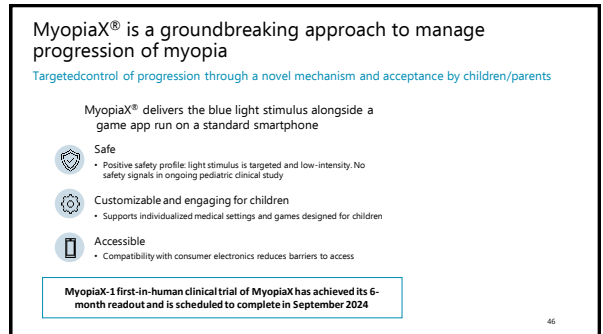 MyopiaX® is a groundbreaking approach to manage
progression of myopia
Targetedcontrol of progression through a novel mechanism and acceptance by children/parents
MyopiaX® delivers the blue light stimulus alongside a
game app run on a standard smartphone
Safe
• Positive safety profile: light stimulus is targeted and low-intensity. No
safety signals in ongoing pediatric clinical study
Customizable and engaging for children
• Supports individualized medical settings and games designed for children
Accessible
• Compatibility with consumer electronics reduces barriers to access
MyopiaX-1 first-in-human clinical trial of MyopiaX has achieved its 6-
month readout and is scheduled to complete in September 2024
46